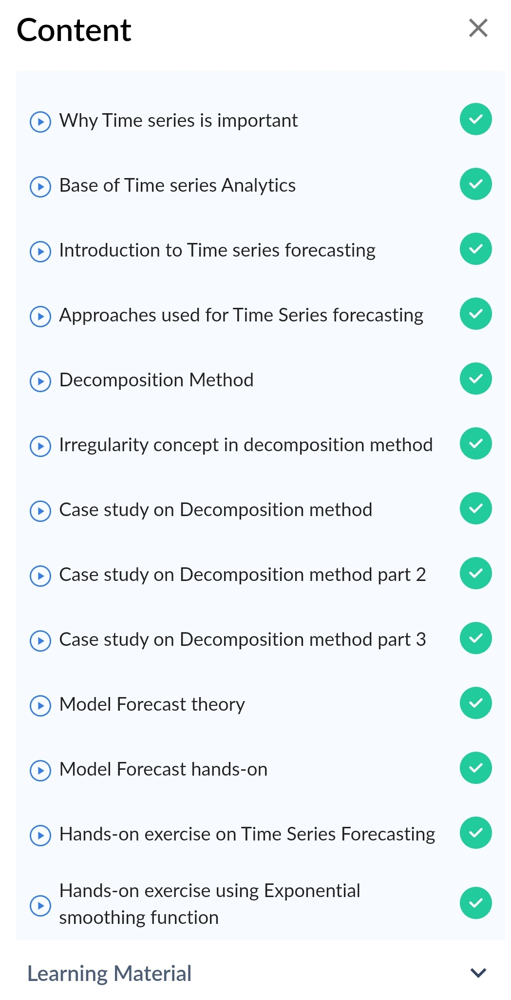 Content
Why Time series is important
Base of Time series Analytics
Introduction to Time series forecasting
Approaches used for Time Series forecasting
Decomposition Method
Irregularity concept in decomposition method
Case study on Decomposition method
Case study on Decomposition method part 2
Case study on Decomposition method part 3
Model Forecast theory
Model Forecast hands-on
Hands-on exercise on Time Series Forecasting
Hands-on exercise using Exponential
smoothing function
Learning Material